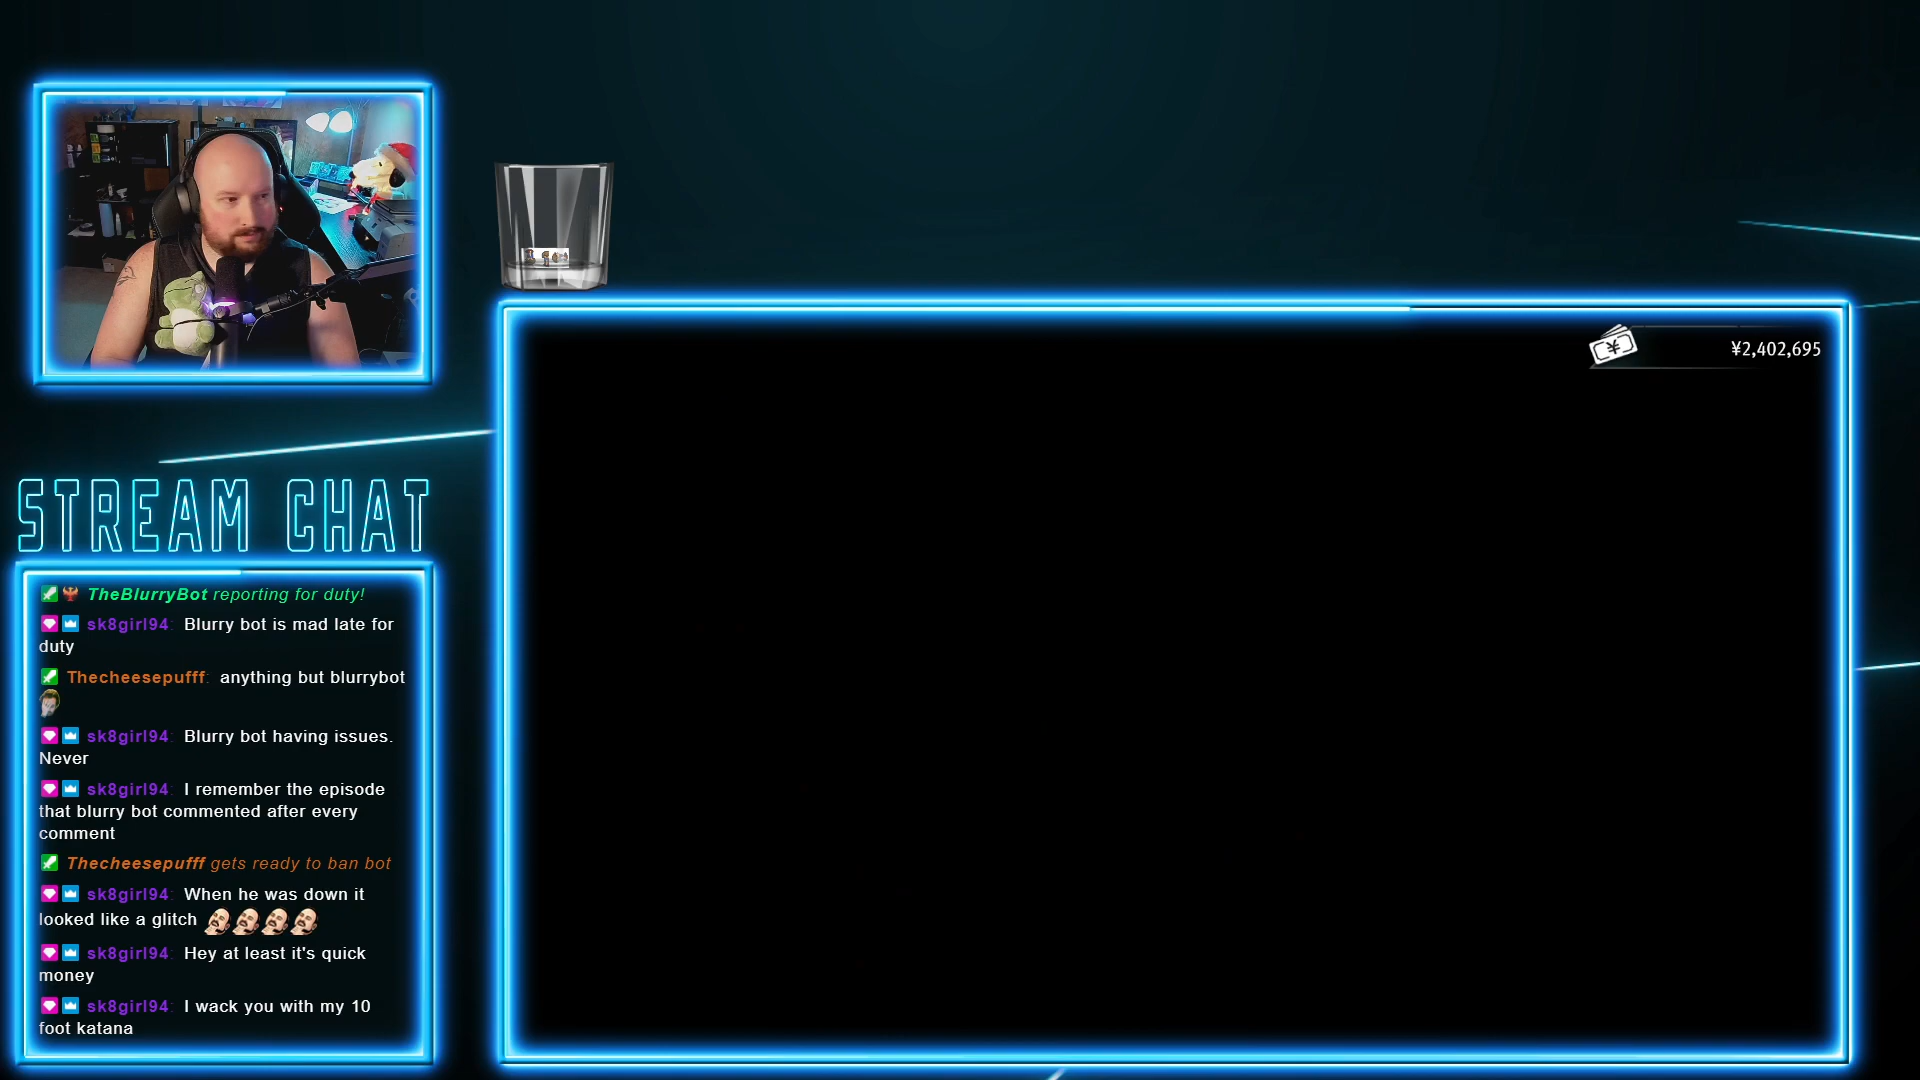 ¥2,402,695
STREAM CHAT
TheBlurryBot reporting for duty!
sk8girl94: Blurry bot is mad late for
duty
Thecheesepufff: anything but blurrybot
sk8girl94: Blurry bot having issues.
Never
sk8girl94: I remember the episode
that blurry bot commented after every
comment
Thecheesepufff gets ready to ban bot
sk8girl94: When he was down it
looked like a glitch
sk8girl94: Hey at least it's quick
money
sk8girl94: I wack you with my 10
foot katana